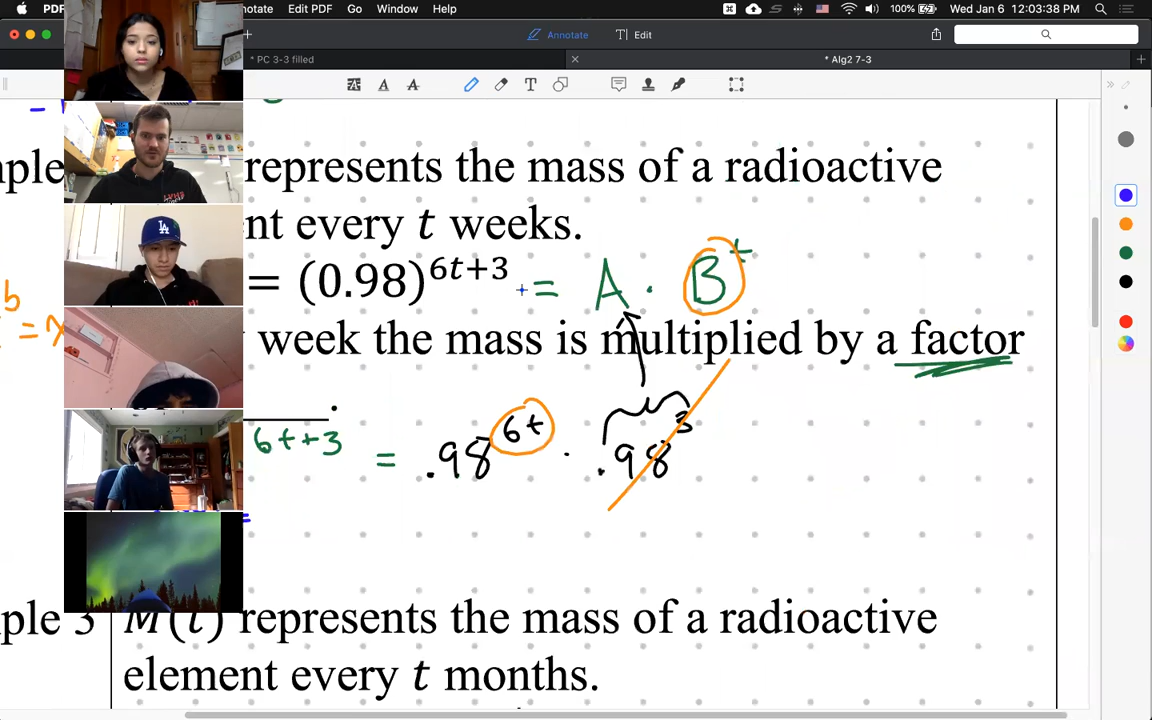 PDF notate Edit PDF Go Window Help 100% Wed Jan 6 12:03:38 PM
Annotate Edit
* PC 3-3 filled * Alg2 7-3
represents the mass of a radioactive
ent every t weeks.
= (0.98)^{6t+3} = A · B^t
week the mass is multiplied by a factor
.
6t+3 = .98^{6t} · .98^3
ple 3 M(t) represents the mass of a radioactive
element every t months.